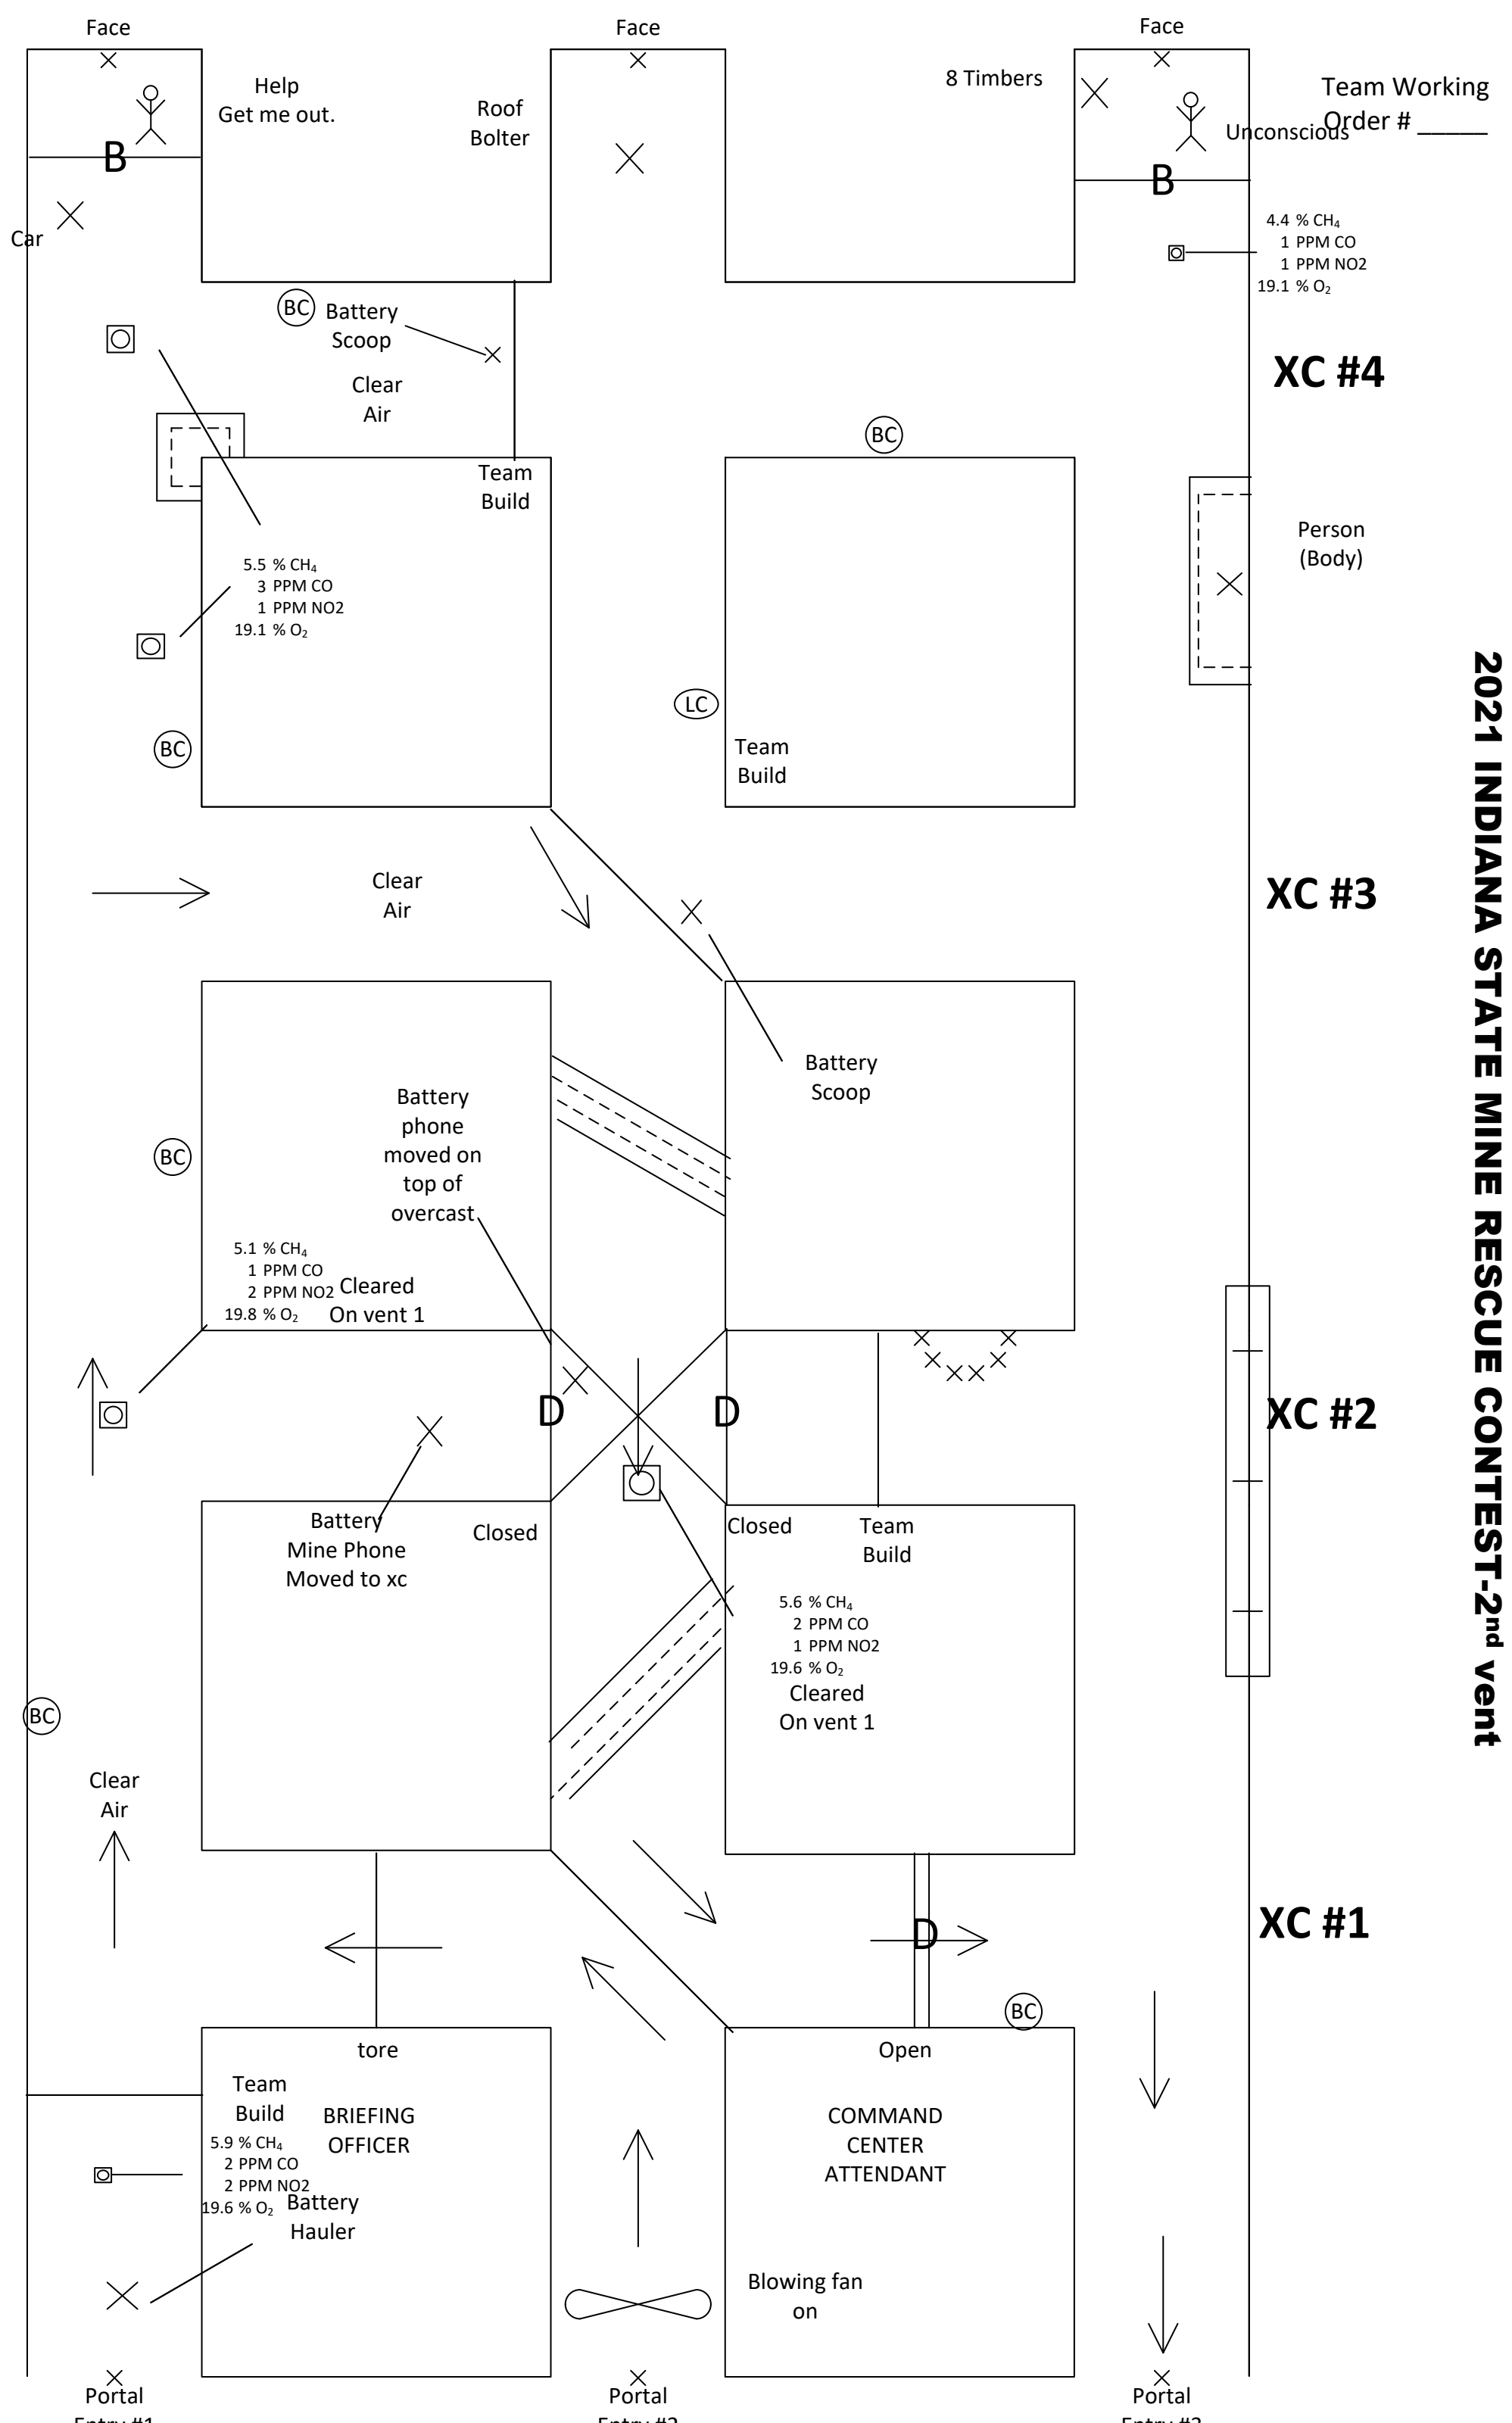 Face
Face
Face
Help
Get me out.
Roof
Bolter
8 Timbers
Team Working
Order # _____
Unconscious
B
B
Car
4.4 % CH₄
1 PPM CO
1 PPM NO2
19.1 % O₂
BC
Battery
Scoop
Clear
Air
XC #4
BC
Team
Build
Person
(Body)
5.5 % CH₄
3 PPM CO
1 PPM NO2
19.1 % O₂
LC
BC
Team
Build
Clear
Air
XC #3
Battery
Scoop
Battery
phone
moved on
top of
overcast
BC
5.1 % CH₄
1 PPM CO
2 PPM NO2
19.8 % O₂
Cleared
On vent 1
D
D
XC #2
Battery
Mine Phone
Moved to xc
Closed
Closed
Team
Build
5.6 % CH₄
2 PPM CO
1 PPM NO2
19.6 % O₂
Cleared
On vent 1
BC
Clear
Air
XC #1
D
BC
tore
Open
Team
Build
BRIEFING
OFFICER
COMMAND
CENTER
ATTENDANT
5.9 % CH₄
2 PPM CO
2 PPM NO2
19.6 % O₂
Battery
Hauler
Blowing fan
on
Portal
Entry #1
Portal
Entry #2
Portal
Entry #3
2021 INDIANA STATE MINE RESCUE CONTEST-2nd vent